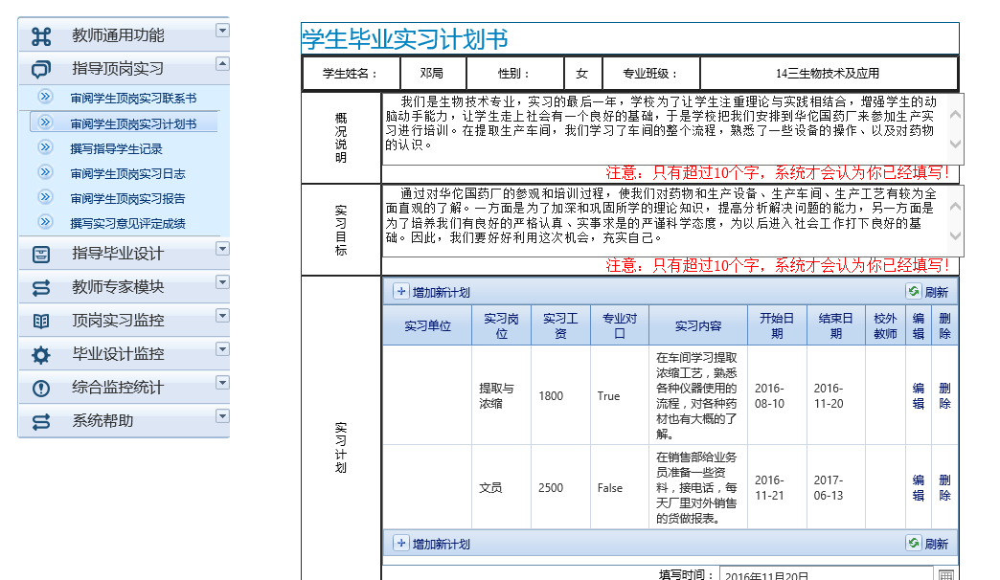 教师通用功能
指导顶岗实习
审阅学生顶岗实习联系书
审阅学生顶岗实习计划书
撰写指导学生记录
审阅学生顶岗实习日志
审阅学生顶岗实习报告
撰写实习意见评定成绩
指导毕业设计
教师专家模块
顶岗实习监控
毕业设计监控
综合监控统计
系统帮助
学生毕业实习计划书
学生姓名： 邓局 性别： 女 专业班级： 14三生物技术及应用
概况说明
我们是生物技术专业，实习的最后一年，学校为了让学生注重理论与实践相结合，增强学生的动
脑动手能力，让学生走上社会有一个良好的基础，于是学校把我们安排到华佗国药厂来参加生产实
习进行培训。在提取生产车间，我们学习了车间的整个流程，熟悉了一些设备的操作、以及对药物
的认识。
注意：只有超过10个字，系统才会认为你已经填写！
实习目标
通过对华佗国药厂的参观和培训过程，使我们对药物和生产设备、生产车间、生产工艺有较为全
面直观的了解。一方面是为了加深和巩固所学的理论知识，提高分析解决问题的能力，另一方面是
为了培养我们有良好的严格认真、实事求是的严谨科学态度，为以后进入社会工作打下良好的基
础。因此，我们要好好利用这次机会，充实自己。
注意：只有超过10个字，系统才会认为你已经填写！
实习计划
增加新计划 刷新
实习单位 实习岗位 实习工资 专业对口 实习内容 开始日期 结束日期 校外教师 编辑 删除
提取与浓缩 1800 True 在车间学习提取
浓缩工艺，熟悉
各种仪器使用的
流程，对各种药
材也有大概的了
解。
2016-08-10 2016-11-20 编辑 删除
文员 2500 False 在销售部给业务
员准备一些资
料，接电话，每
天厂里对外销售
的货做报表。
2016-11-21 2017-06-13 编辑 删除
增加新计划 刷新
填写时间： 2016年11月20日